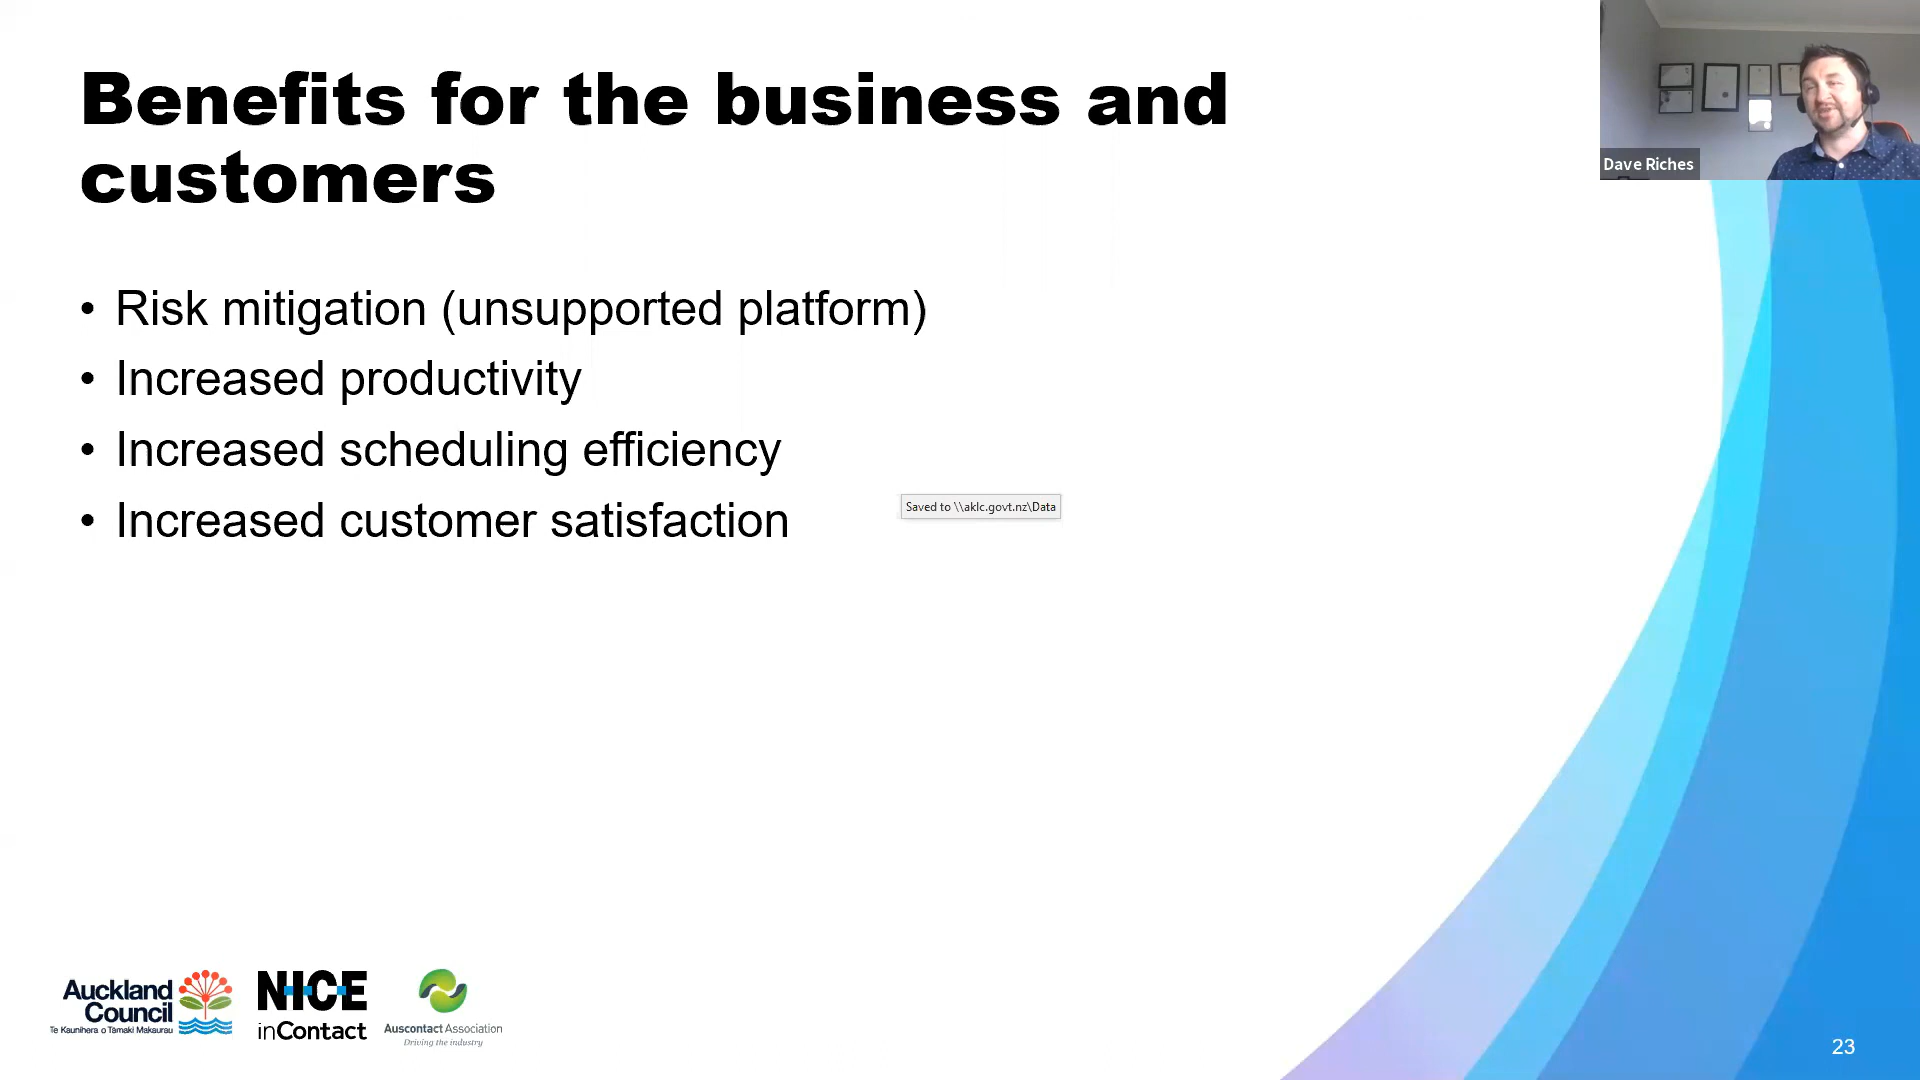 Benefits for the business and
customers
Dave Riches
• Risk mitigation (unsupported platform)
• Increased productivity
• Increased scheduling efficiency
• Increased customer satisfaction
Saved to \\aklc.govt.nz\Data
Auckland
Council
Te Kaunihera o Tāmaki Makaurau
NICE
inContact
Auscontact Association
Driving the industry
23